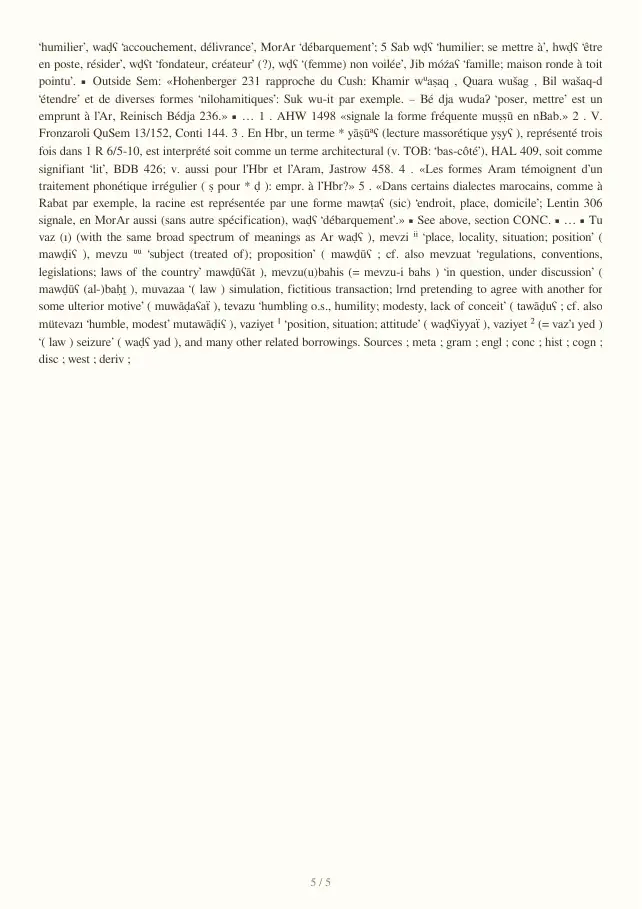 ‘humilier’, waḍʕ ‘accouchement, délivrance’, MorAr ‘débarquement’; 5 Sab wḍʕ ‘humilier; se mettre à’, hwḍʕ ‘être
en poste, résider’, wḍʕt ‘fondateur, créateur’ (?), wḍʕ ‘(femme) non voilée’, Jib móźaʕ ‘famille; maison ronde à toit
pointu’. ▪ Outside Sem: «Hohenberger 231 rapproche du Cush: Khamir wᵘaṣaq , Quara wušag , Bil wašaq-d
‘étendre’ et de diverses formes ‘nilohamitiques’: Suk wu-it par exemple. – Bé dja wudaʔ ‘poser, mettre’ est un
emprunt à l’Ar, Reinisch Bédja 236.» ▪ … 1 . AHW 1498 «signale la forme fréquente muṣṣû en nBab.» 2 . V.
Fronzaroli QuSem 13/152, Conti 144. 3 . En Hbr, un terme * yāṣūᵃʕ (lecture massorétique yṣyʕ ), représenté trois
fois dans 1 R 6/5-10, est interprété soit comme un terme architectural (v. TOB: ‘bas-côté’), HAL 409, soit comme
signifiant ‘lit’, BDB 426; v. aussi pour l’Hbr et l’Aram, Jastrow 458. 4 . «Les formes Aram témoignent d’un
traitement phonétique irrégulier ( ṣ pour * ḍ ): empr. à l’Hbr?» 5 . «Dans certains dialectes marocains, comme à
Rabat par exemple, la racine est représentée par une forme mawṭaʕ (sic) ‘endroit, place, domicile’; Lentin 306
signale, en MorAr aussi (sans autre spécification), waḍʕ ‘débarquement’.» ▪ See above, section CONC. ▪ … ▪ Tu
vaz (ı) (with the same broad spectrum of meanings as Ar waḍʕ ), mevzi ⁱⁱ ‘place, locality, situation; position’ (
mawḍiʕ ), mevzu ᵘᵘ ‘subject (treated of); proposition’ ( mawḍūʕ ; cf. also mevzuat ‘regulations, conventions,
legislations; laws of the country’ mawḍūʕāt ), mevzu(u)bahis (= mevzu-i bahs ) ‘in question, under discussion’ (
mawḍūʕ (al-)baḥṯ ), muvazaa ‘( law ) simulation, fictitious transaction; lrnd pretending to agree with another for
some ulterior motive’ ( muwāḍaʕaẗ ), tevazu ‘humbling o.s., humility; modesty, lack of conceit’ ( tawāḍuʕ ; cf. also
mütevazı ‘humble, modest’ mutawāḍiʕ ), vaziyet ¹ ‘position, situation; attitude’ ( waḍʕiyyaẗ ), vaziyet ² (= vaz’ı yed )
‘( law ) seizure’ ( waḍʕ yad ), and many other related borrowings. Sources ; meta ; gram ; engl ; conc ; hist ; cogn ;
disc ; west ; deriv ;
5 / 5